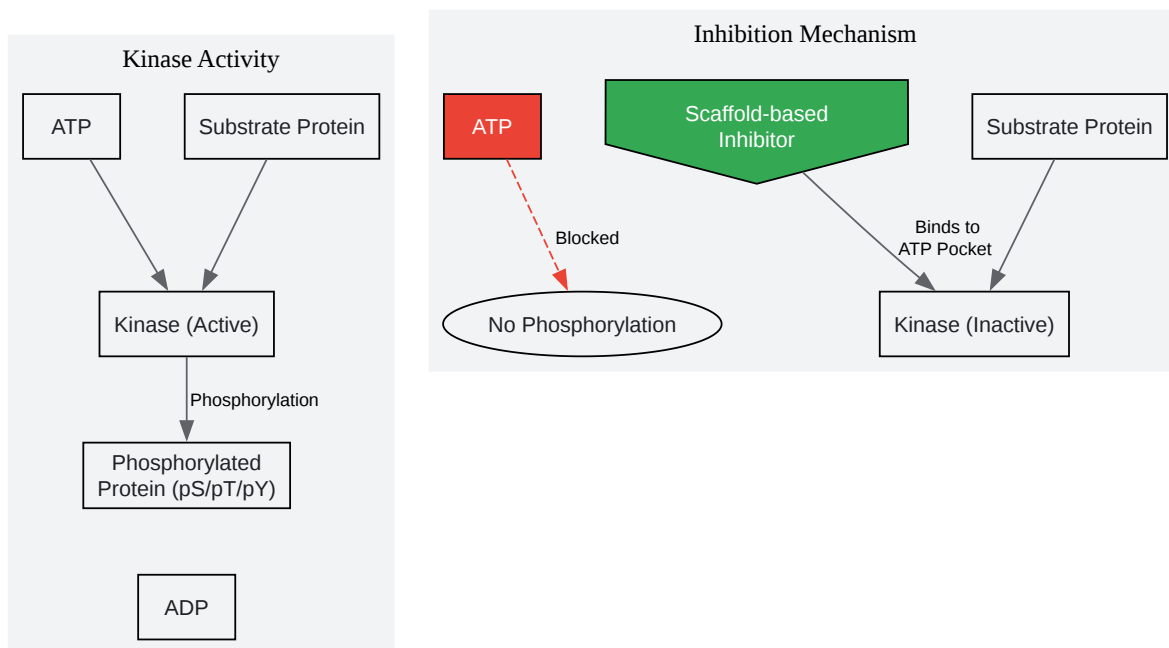 Kinase Activity
ATP
Substrate Protein
Kinase (Active)
Phosphorylation
Phosphorylated
Protein (pS/pT/pY)
ADP
Inhibition Mechanism
ATP
Scaffold-based
Inhibitor
Substrate Protein
Blocked
Binds to
ATP Pocket
No Phosphorylation
Kinase (Inactive)